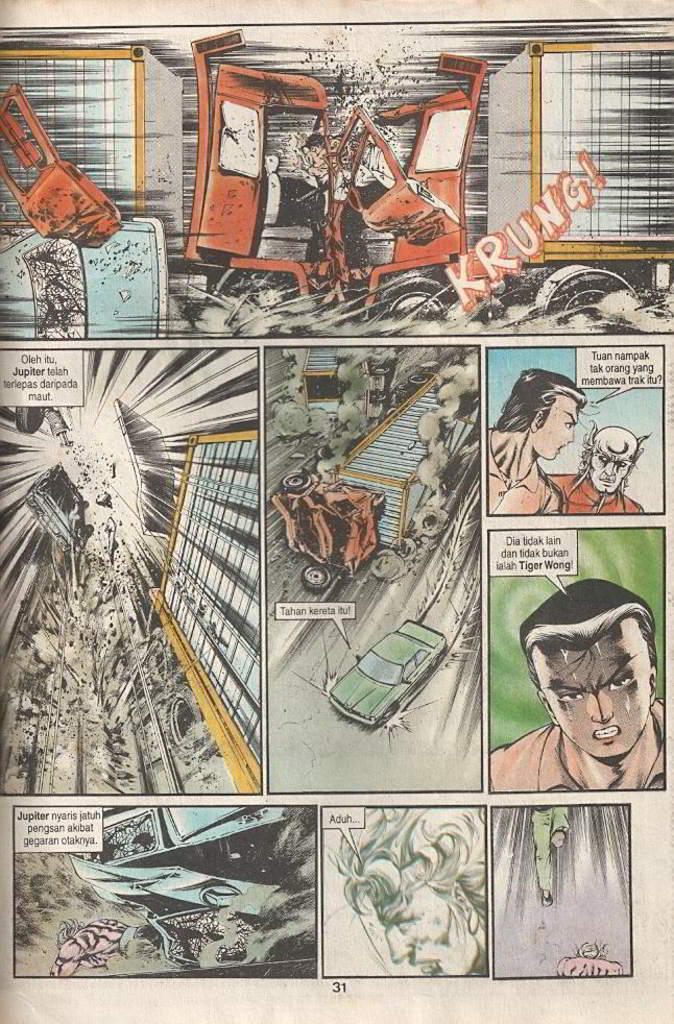 KRUNG!
Oleh itu,
Jupiter telah
terlepas daripada
maut.
Tahan kereta itu!
Tuan nampak
tak orang yang
membawa trak itu?
Dia tidak lain
dan tidak bukan
ialah Tiger Wong!
Jupiter nyaris jatuh
pengsan akibat
gegaran otaknya.
Aduh...
31